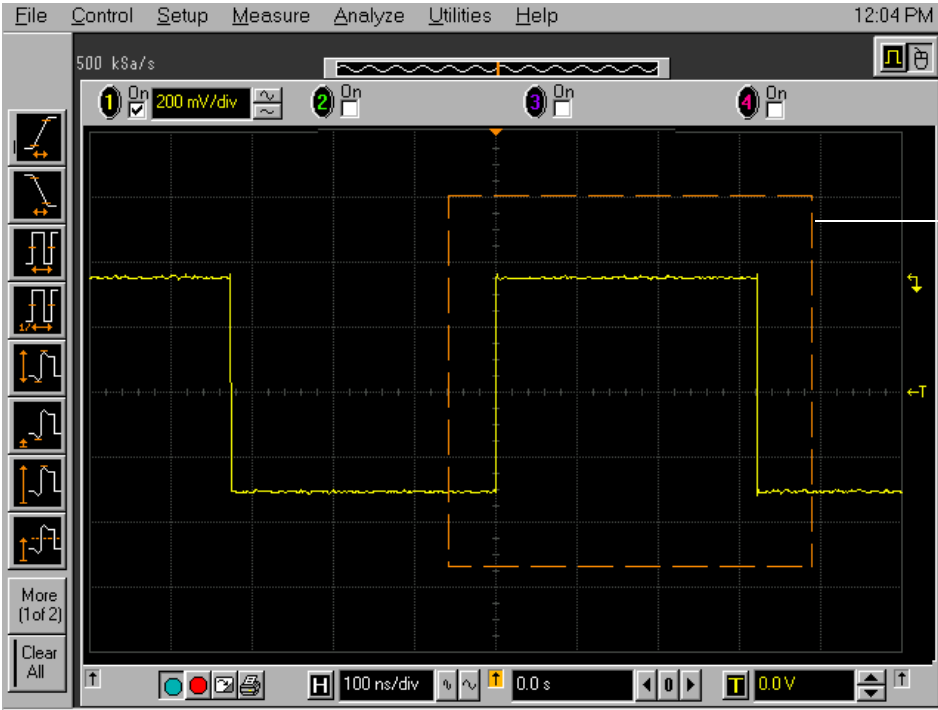 File Control Setup Measure Analyze Utilities Help 12:04 PM
500 kSa/s
1 On 200 mV/div 2 On 3 On 4 On
T
1/
More
(1of 2)
Clear
All
H 100 ns/div 0.0 s 0 T 0.0 V